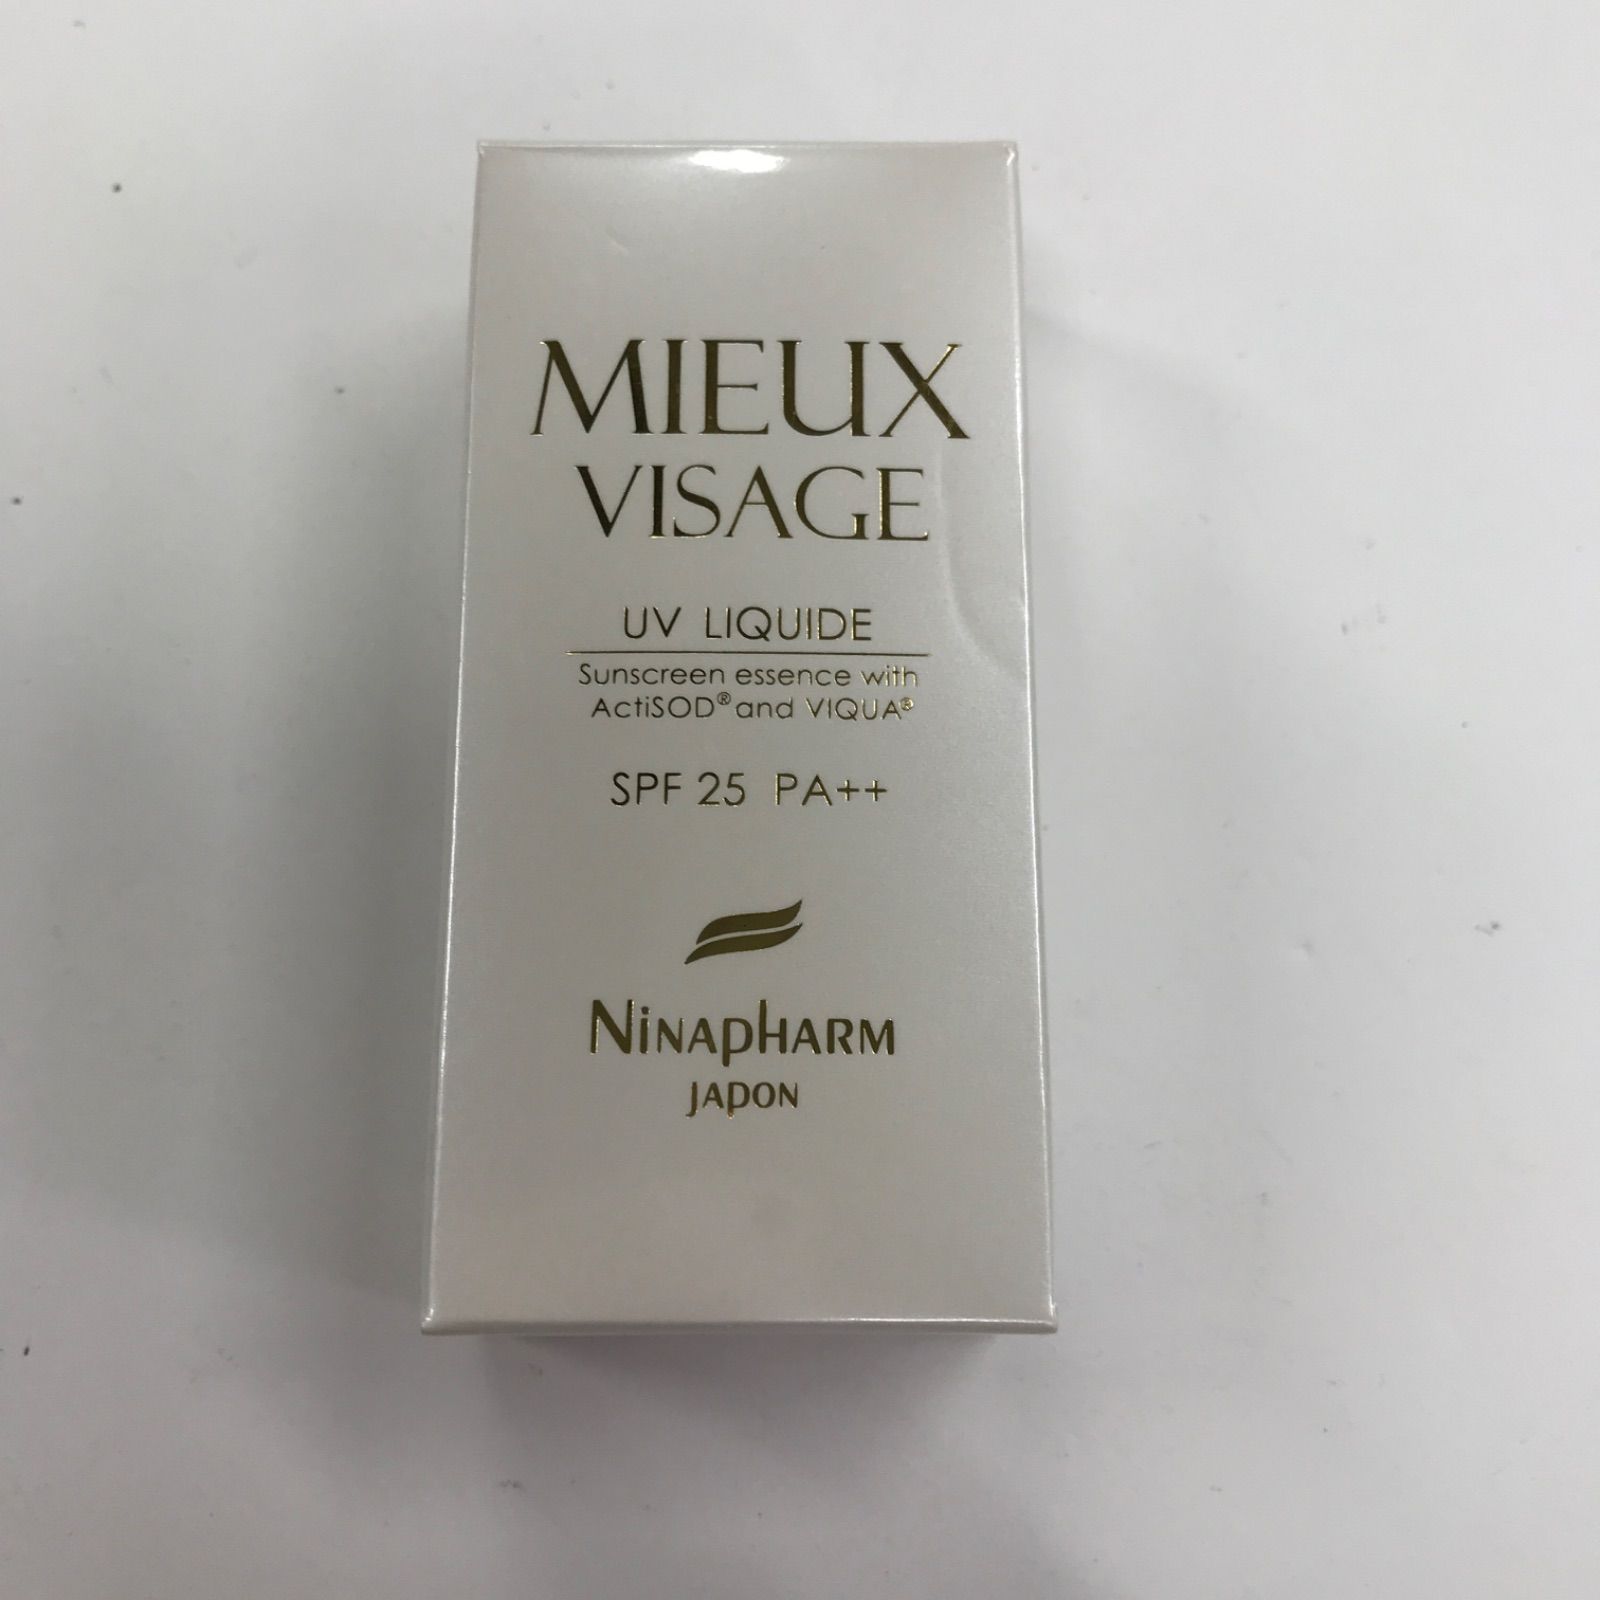 MIEUX
VISAGE
UV LIQUIDE
Sunscreen essence with
ActiSOD® and VIQUA®
SPF 25 PA++
NiNAPHARM
JAPON